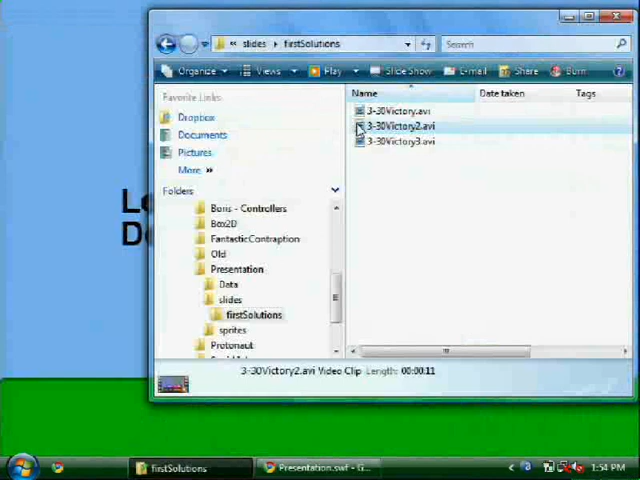 « slides ▸ firstSolutions
Search
Organize Views Play Slide Show E-mail Share Burn
Favorite Links
Dropbox
Documents
Pictures
More »
Folders
Boris - Controllers
Box2D
FantasticContraption
Old
Presentation
Data
slides
firstSolutions
sprites
Protonaut
Name Date taken Tags
3-30Victory.avi
3-30Victory2.avi
3-30Victory3.avi
3-30Victory2.avi Video Clip Length: 00:00:11
firstSolutions
Presentation.swf - G...
1:54 PM